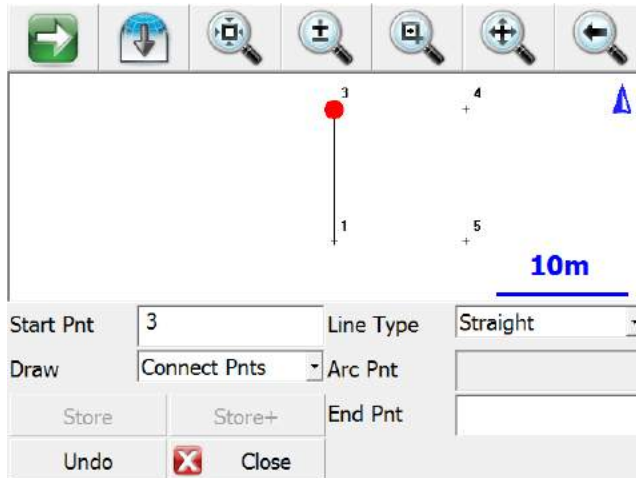 3 4
1 5
10m
Start Pnt 3 Line Type Straight
Draw Connect Pnts Arc Pnt
Store Store+ End Pnt
Undo Close